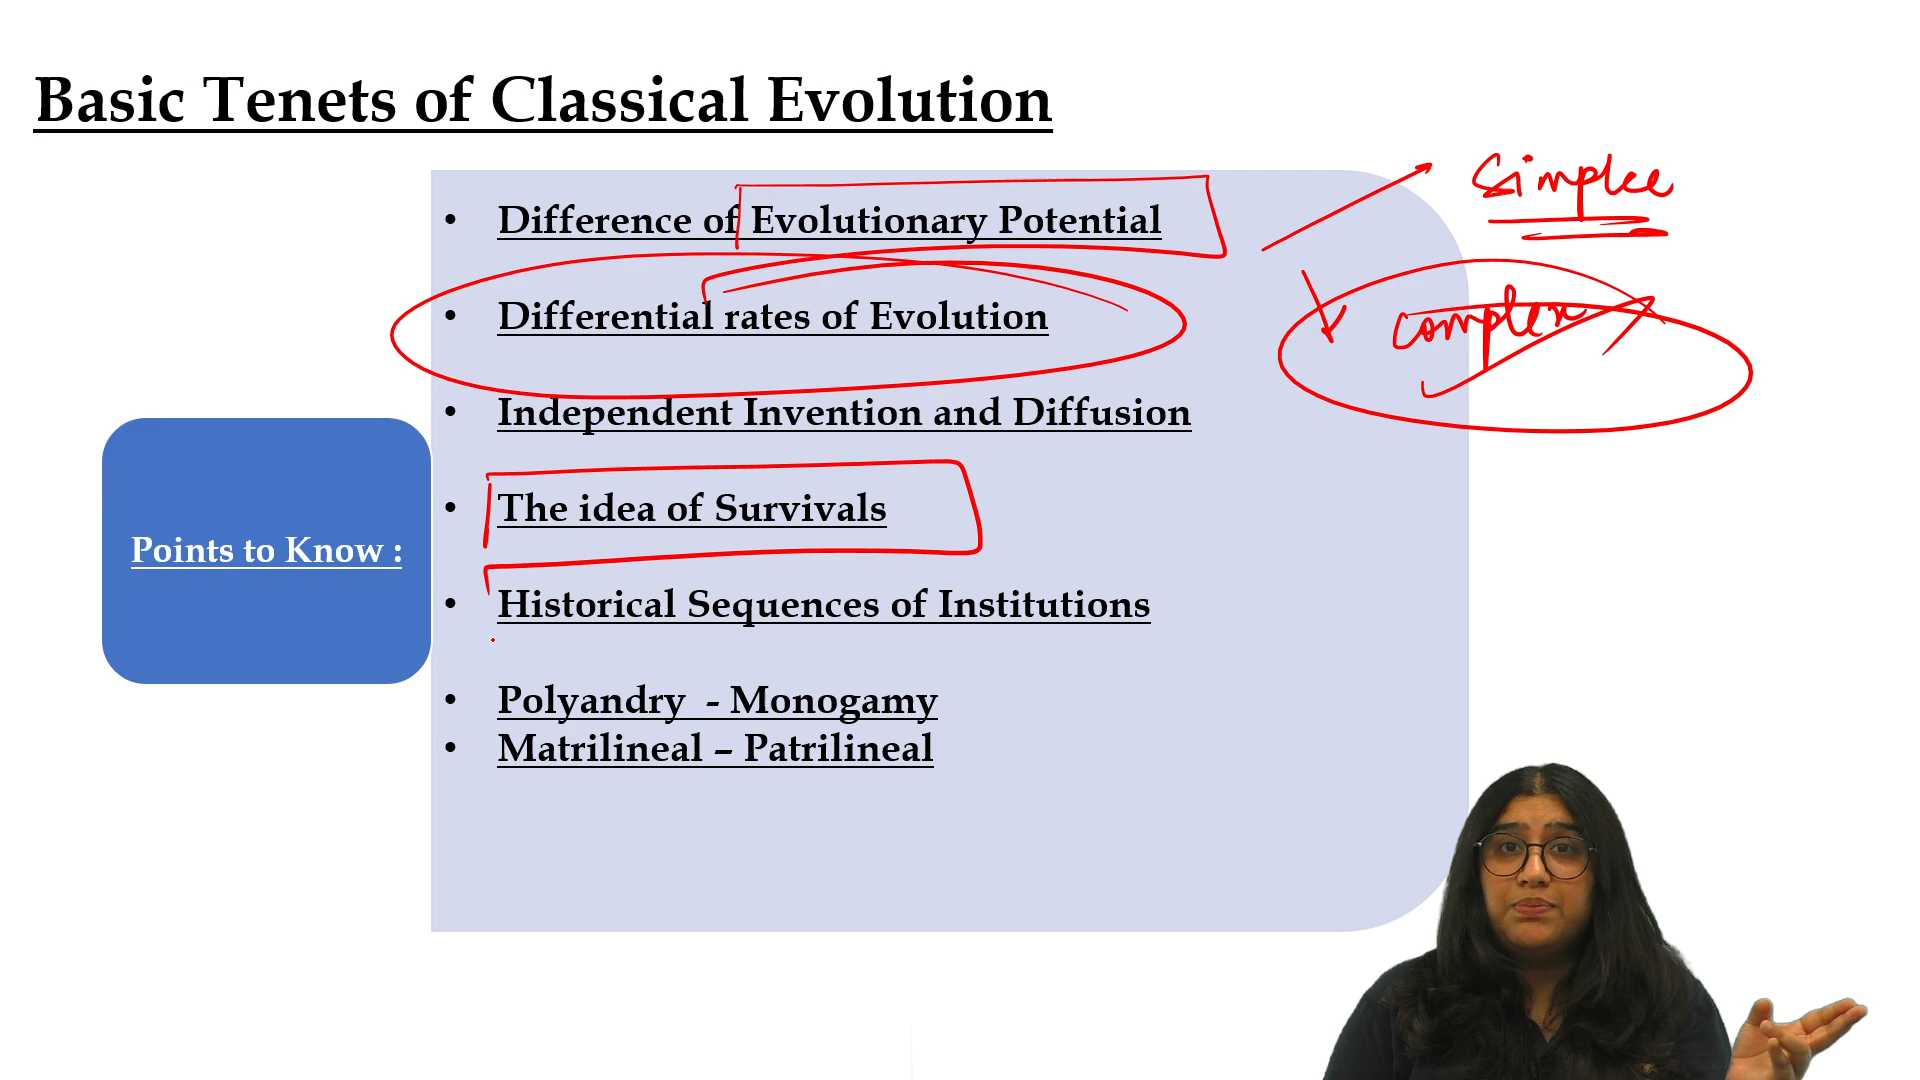 Basic Tenets of Classical Evolution
• Difference of Evolutionary Potential
• Differential rates of Evolution
• Independent Invention and Diffusion
• The idea of Survivals
• Historical Sequences of Institutions
• Polyandry - Monogamy
• Matrilineal – Patrilineal
Points to Know :
Simple
complex